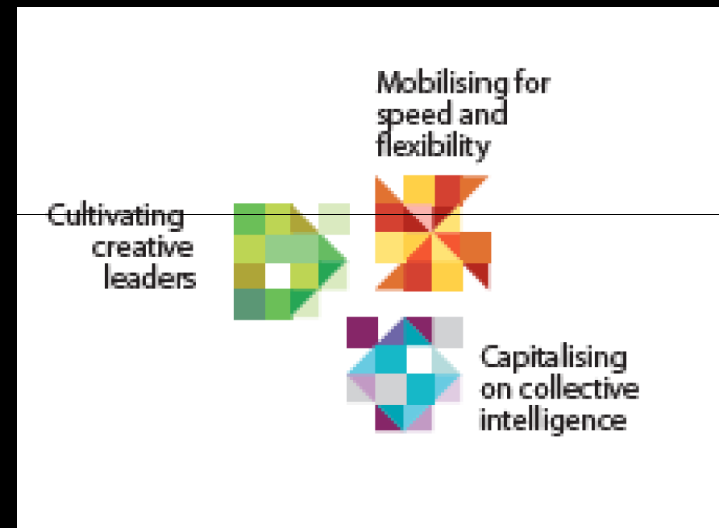 Mobilising for
speed and
flexibility
Cultivating
creative
leaders
Capitalising
on collective
intelligence